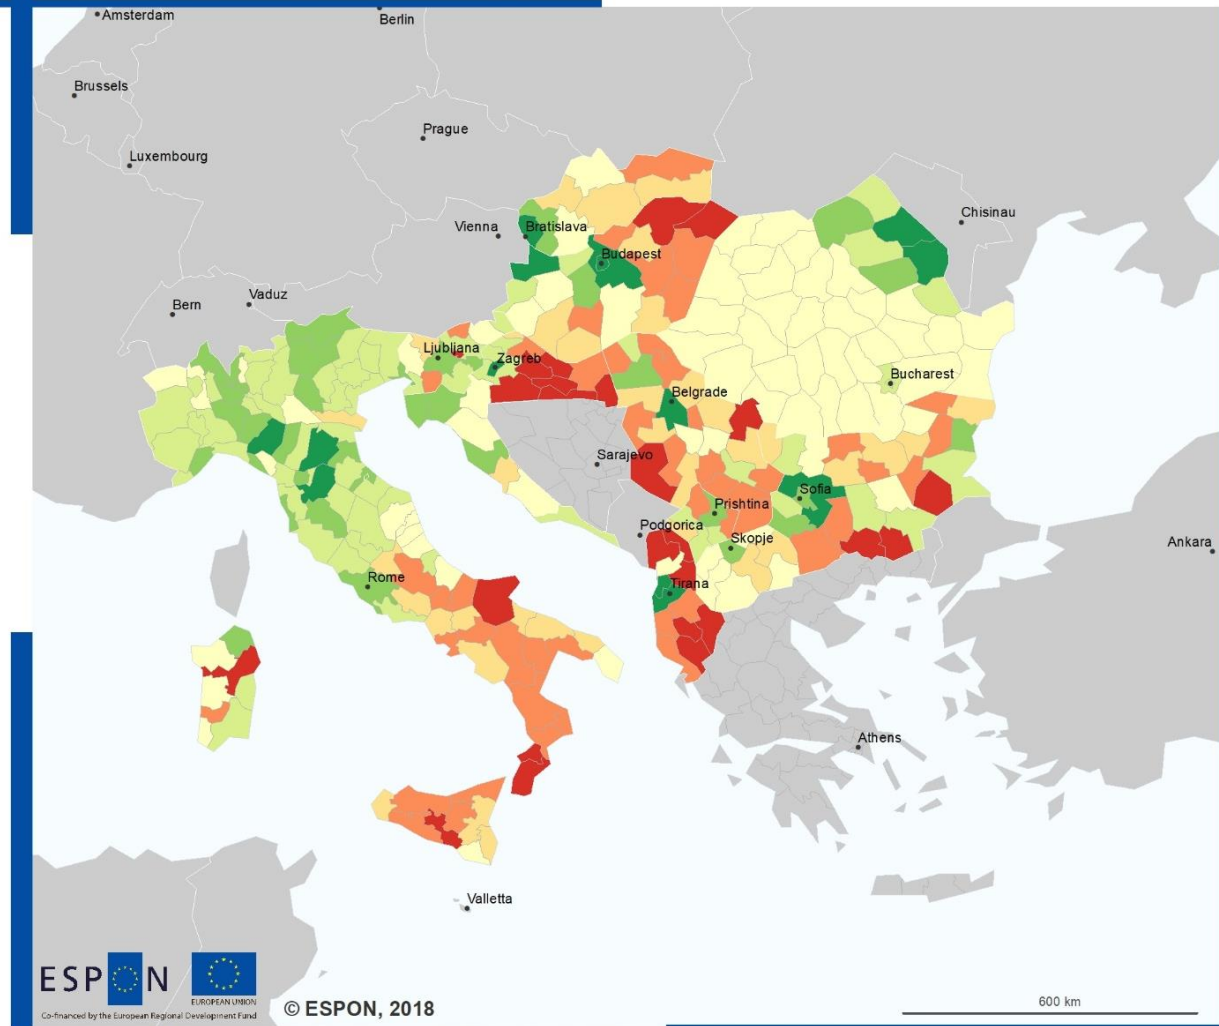 Amsterdam
Berlin
Brussels
Prague
Luxembourg
Chisinau
Vienna
Bratislava
Budapest
Vaduz
Bern
Ljubljana
Zagreb
Bucharest
Belgrade
Sarajevo
Sofia
Prishtina
Podgorica
Skopje
Ankara
Rome
Tirana
Athens
Valletta
ESPON
EUROPEAN UNION
Co-financed by the European Regional Development Fund
© ESPON, 2018
600 km